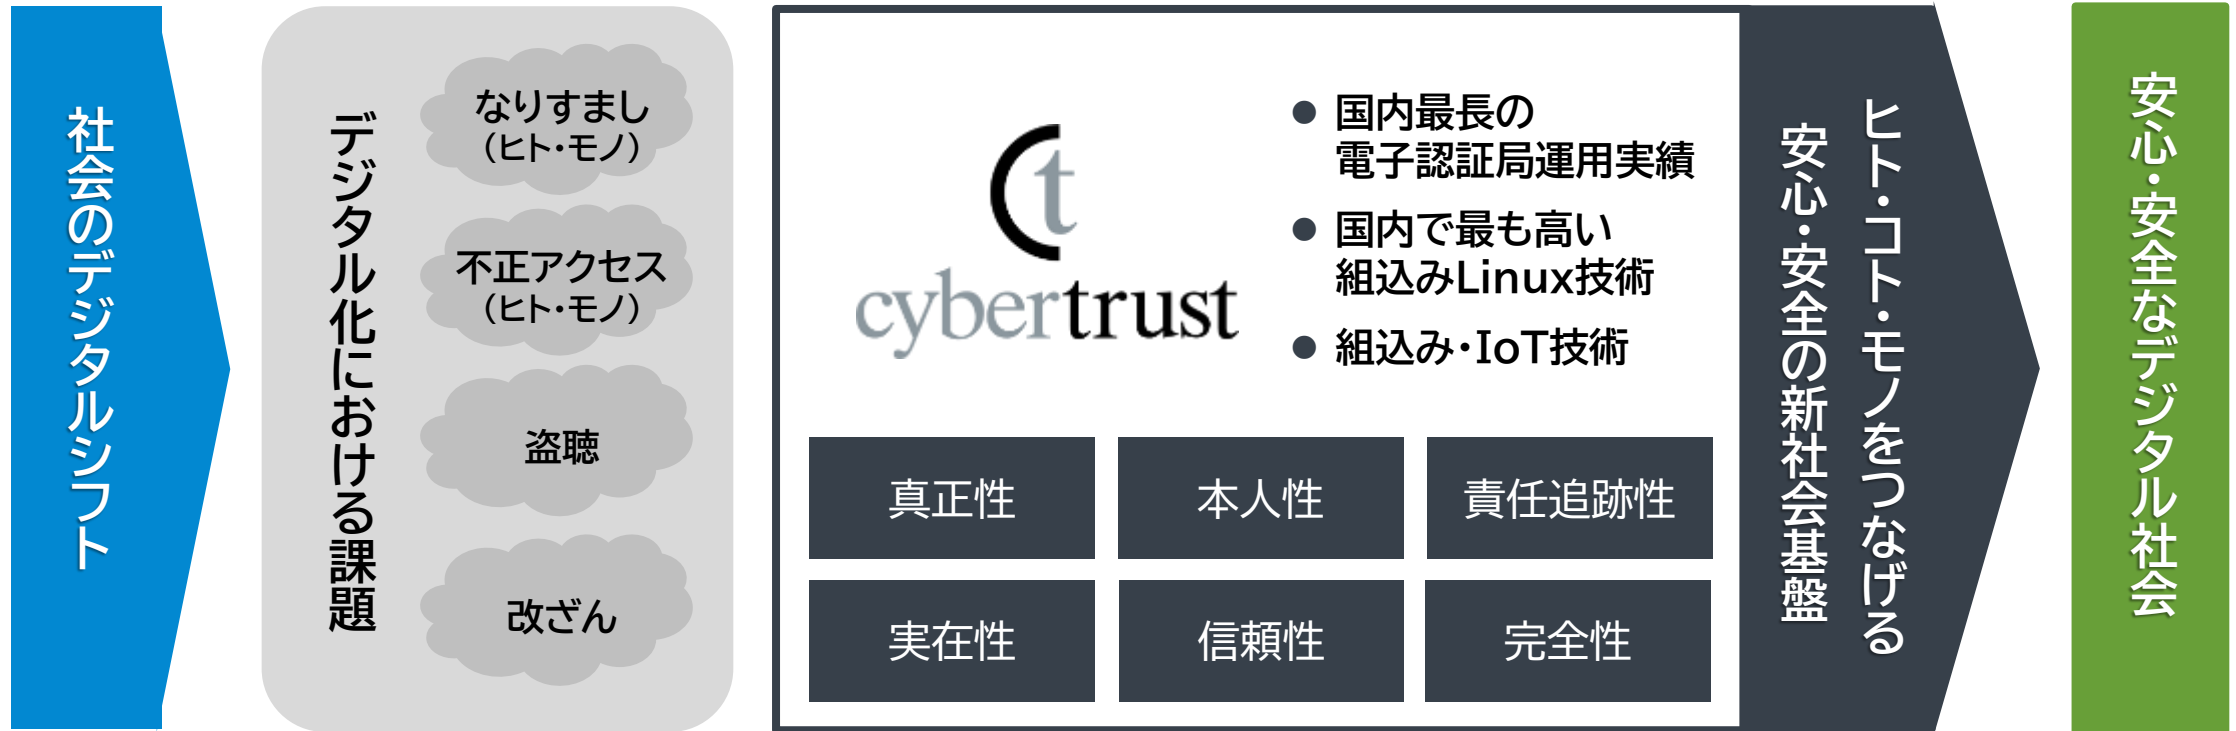 社会のデジタルシフト
デジタル化における課題
なりすまし
（ヒト・モノ）
不正アクセス
（ヒト・モノ）
盗聴
改ざん
Ct
cybertrust
● 国内最長の
電子認証局運用実績
● 国内で最も高い
組込みLinux技術
● 組込み・IoT技術
真正性
本人性
責任追跡性
実在性
信頼性
完全性
ヒト・コト・モノをつなげる
安心・安全の新社会基盤
安心・安全なデジタル社会